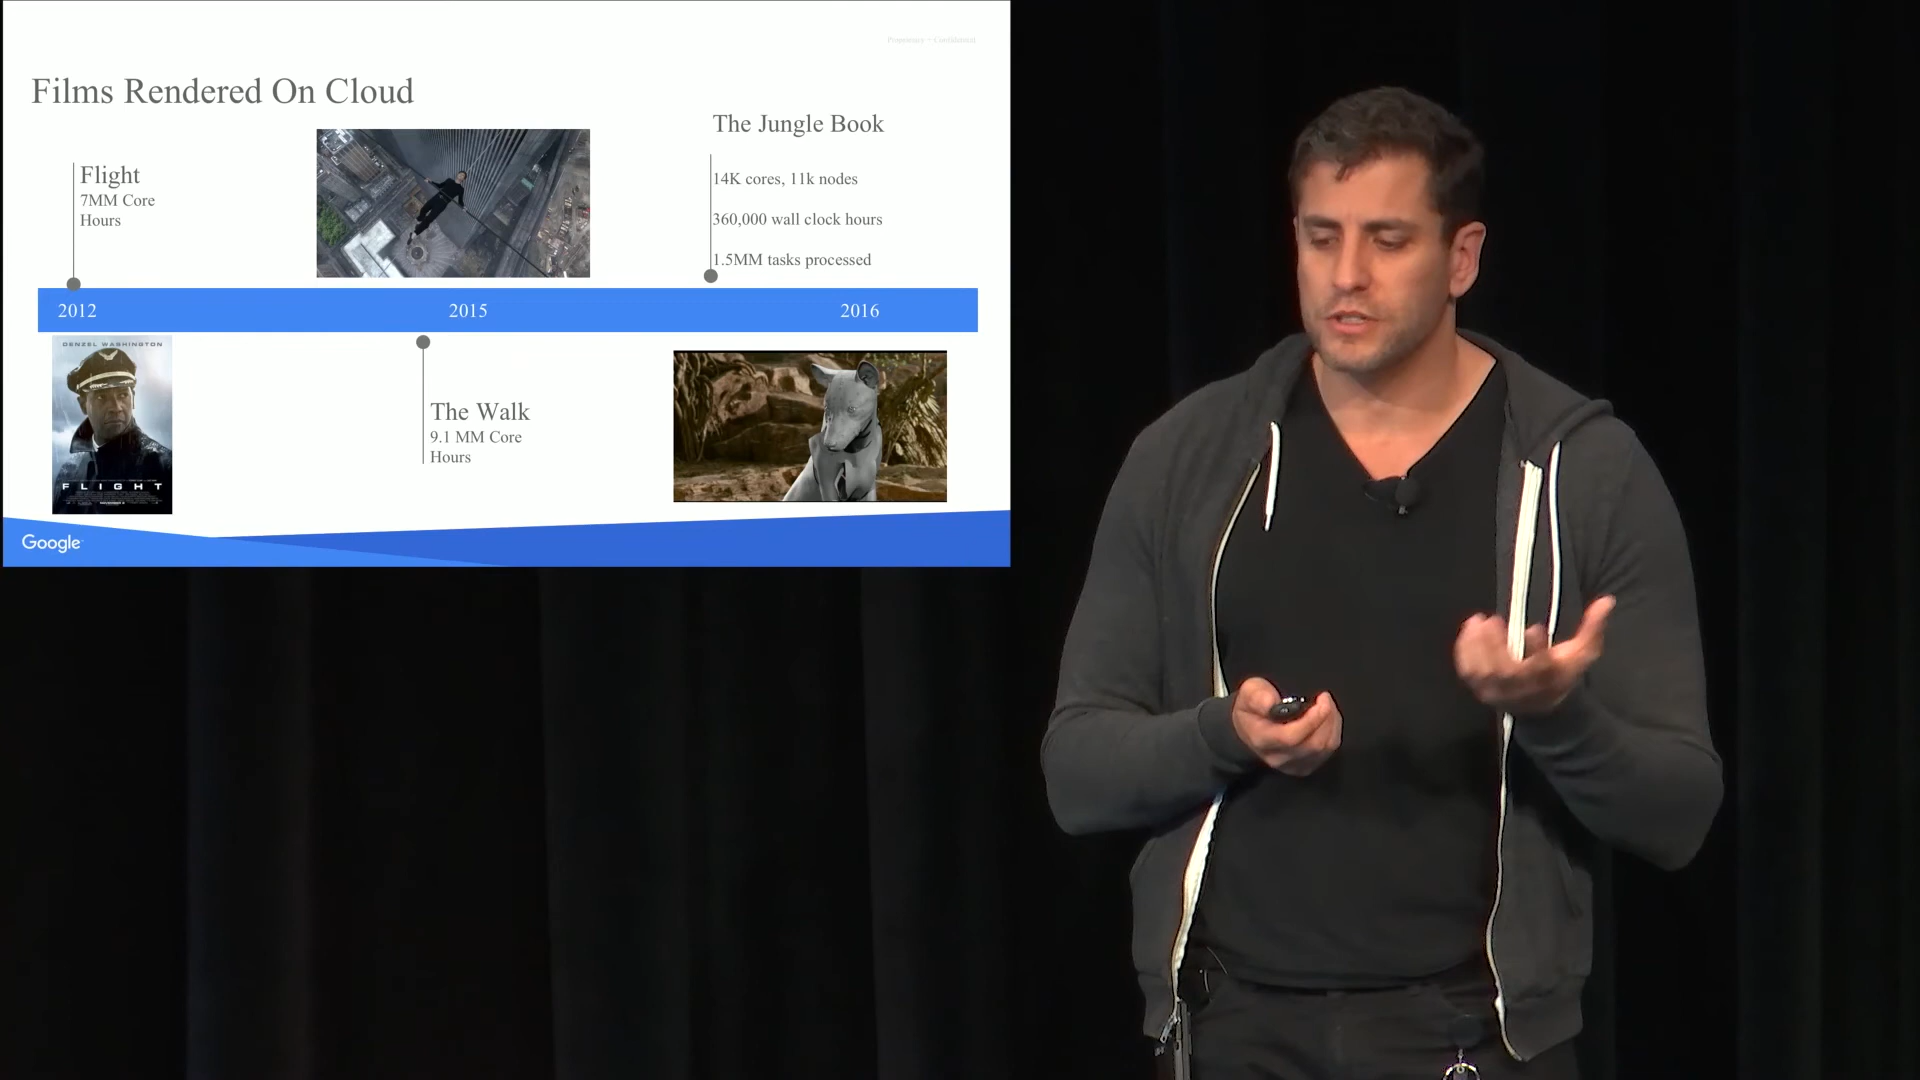 Proprietary + Confidential
Films Rendered On Cloud
Flight
7MM Core
Hours
The Jungle Book
14K cores, 11k nodes
360,000 wall clock hours
1.5MM tasks processed
2012
2015
2016
DENZEL WASHINGTON
FLIGHT
The Walk
9.1 MM Core
Hours
Google